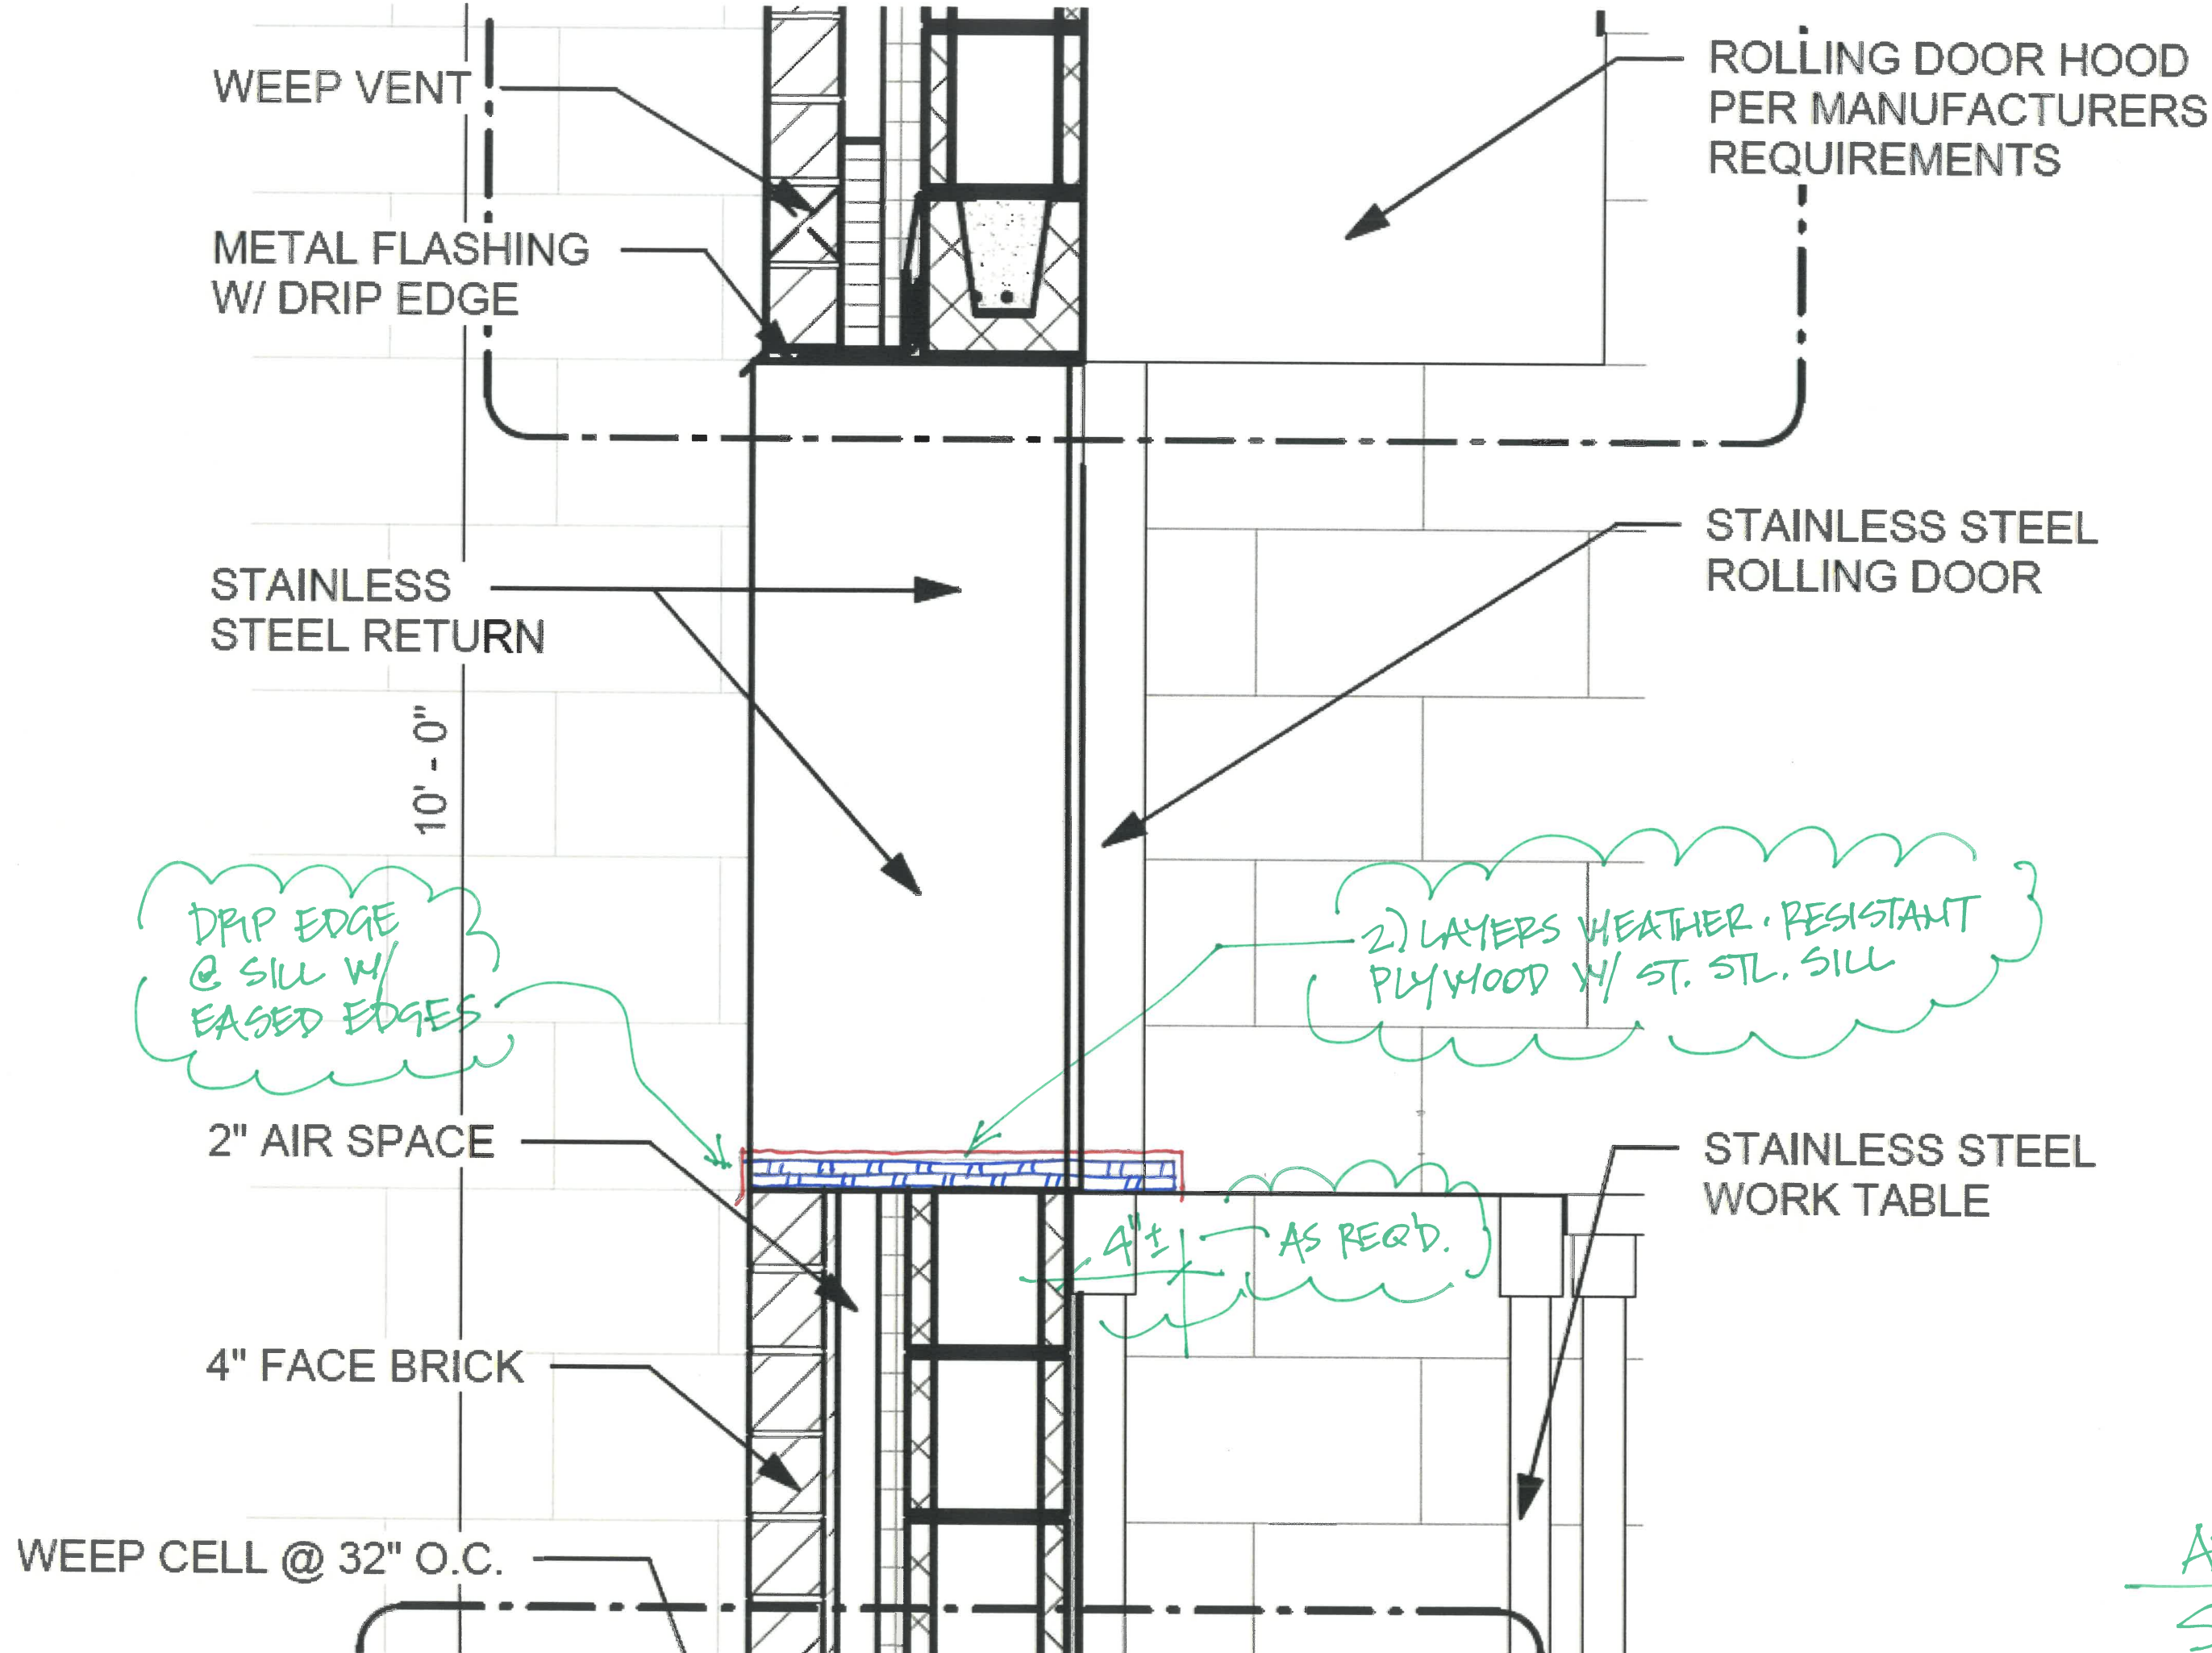 WEEP VENT
ROLLING DOOR HOOD
PER MANUFACTURERS
REQUIREMENTS
METAL FLASHING
W/ DRIP EDGE
STAINLESS
STEEL RETURN
STAINLESS STEEL
ROLLING DOOR
10' - 0"
DRIP EDGE
@ SILL W/
EASED EDGES
2) LAYERS WEATHER·RESISTANT
PLYWOOD W/ ST. STL. SILL
2" AIR SPACE
STAINLESS STEEL
WORK TABLE
4"± AS REQ'D.
4" FACE BRICK
WEEP CELL @ 32" O.C.